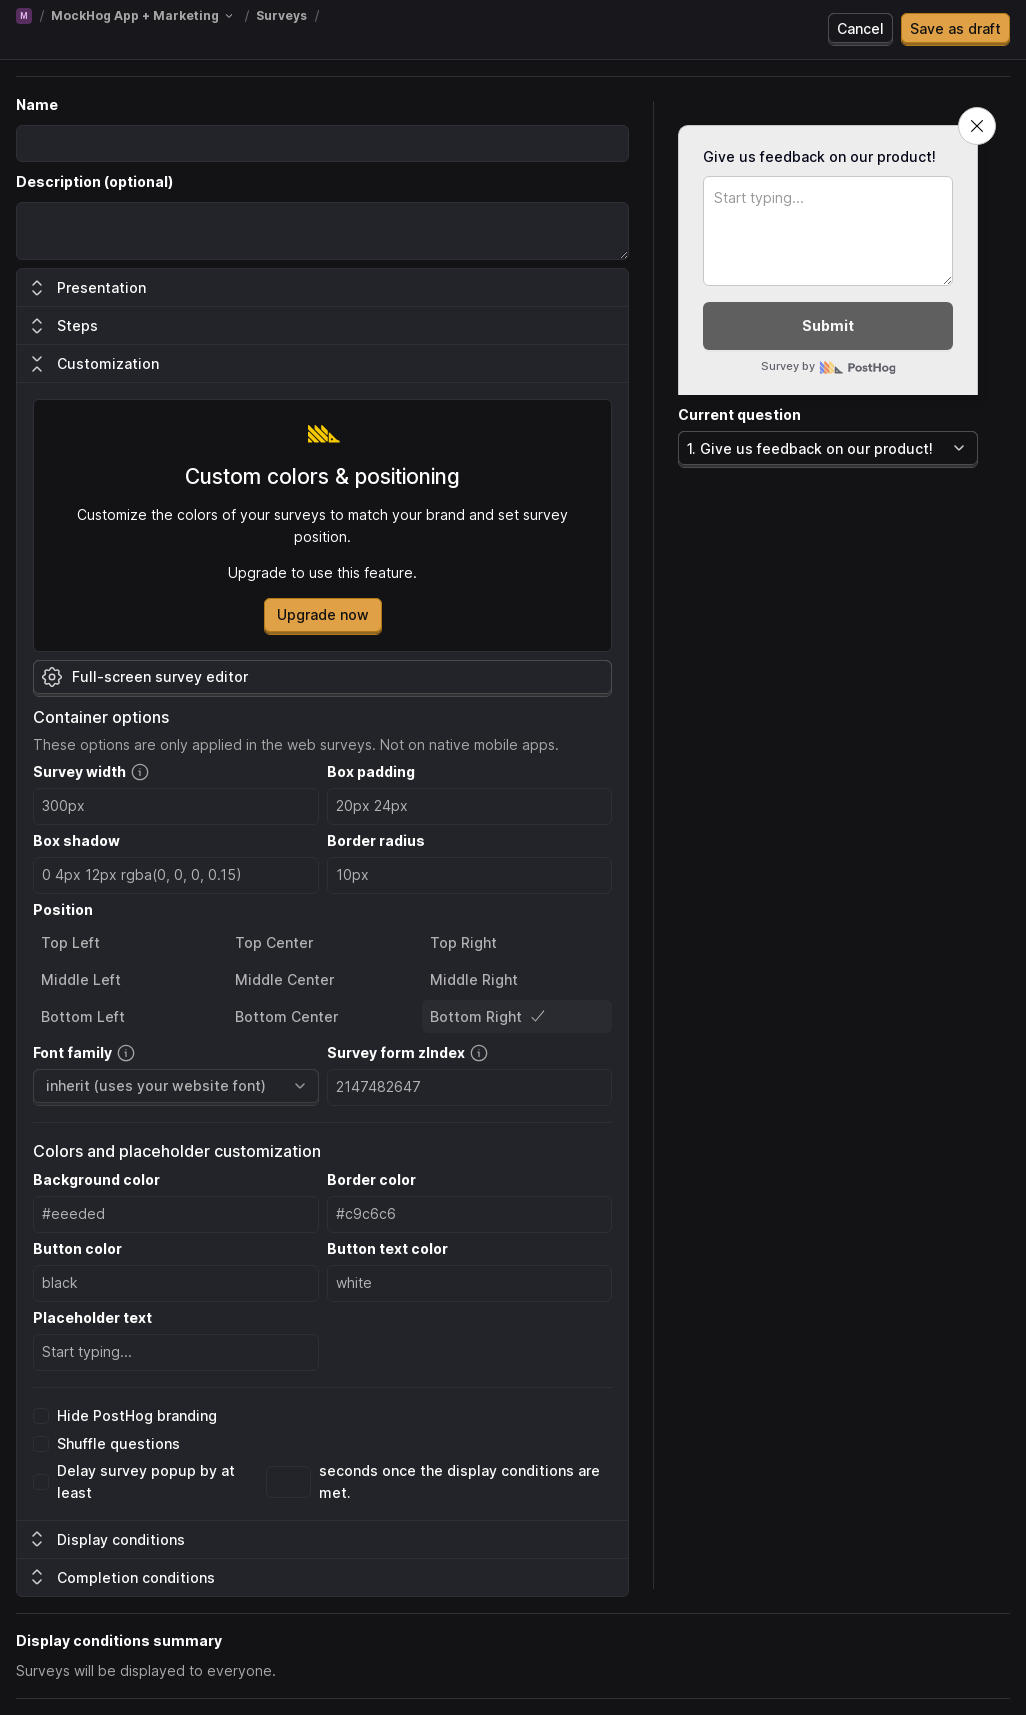 M / MockHog App + Marketing / Surveys /
Cancel
Save as draft
Name
Description (optional)
Presentation
Steps
Customization
Custom colors & positioning
Customize the colors of your surveys to match your brand and set survey
position.
Upgrade to use this feature.
Upgrade now
Full-screen survey editor
Container options
These options are only applied in the web surveys. Not on native mobile apps.
Survey width
Box padding
300px
20px 24px
Box shadow
Border radius
0 4px 12px rgba(0, 0, 0, 0.15)
10px
Position
Top Left
Top Center
Top Right
Middle Left
Middle Center
Middle Right
Bottom Left
Bottom Center
Bottom Right
Font family
Survey form zIndex
inherit (uses your website font)
2147482647
Colors and placeholder customization
Background color
Border color
#eeeded
#c9c6c6
Button color
Button text color
black
white
Placeholder text
Start typing...
Hide PostHog branding
Shuffle questions
Delay survey popup by at
least
seconds once the display conditions are
met.
Display conditions
Completion conditions
Give us feedback on our product!
Start typing...
Submit
Survey by PostHog
Current question
1. Give us feedback on our product!
Display conditions summary
Surveys will be displayed to everyone.